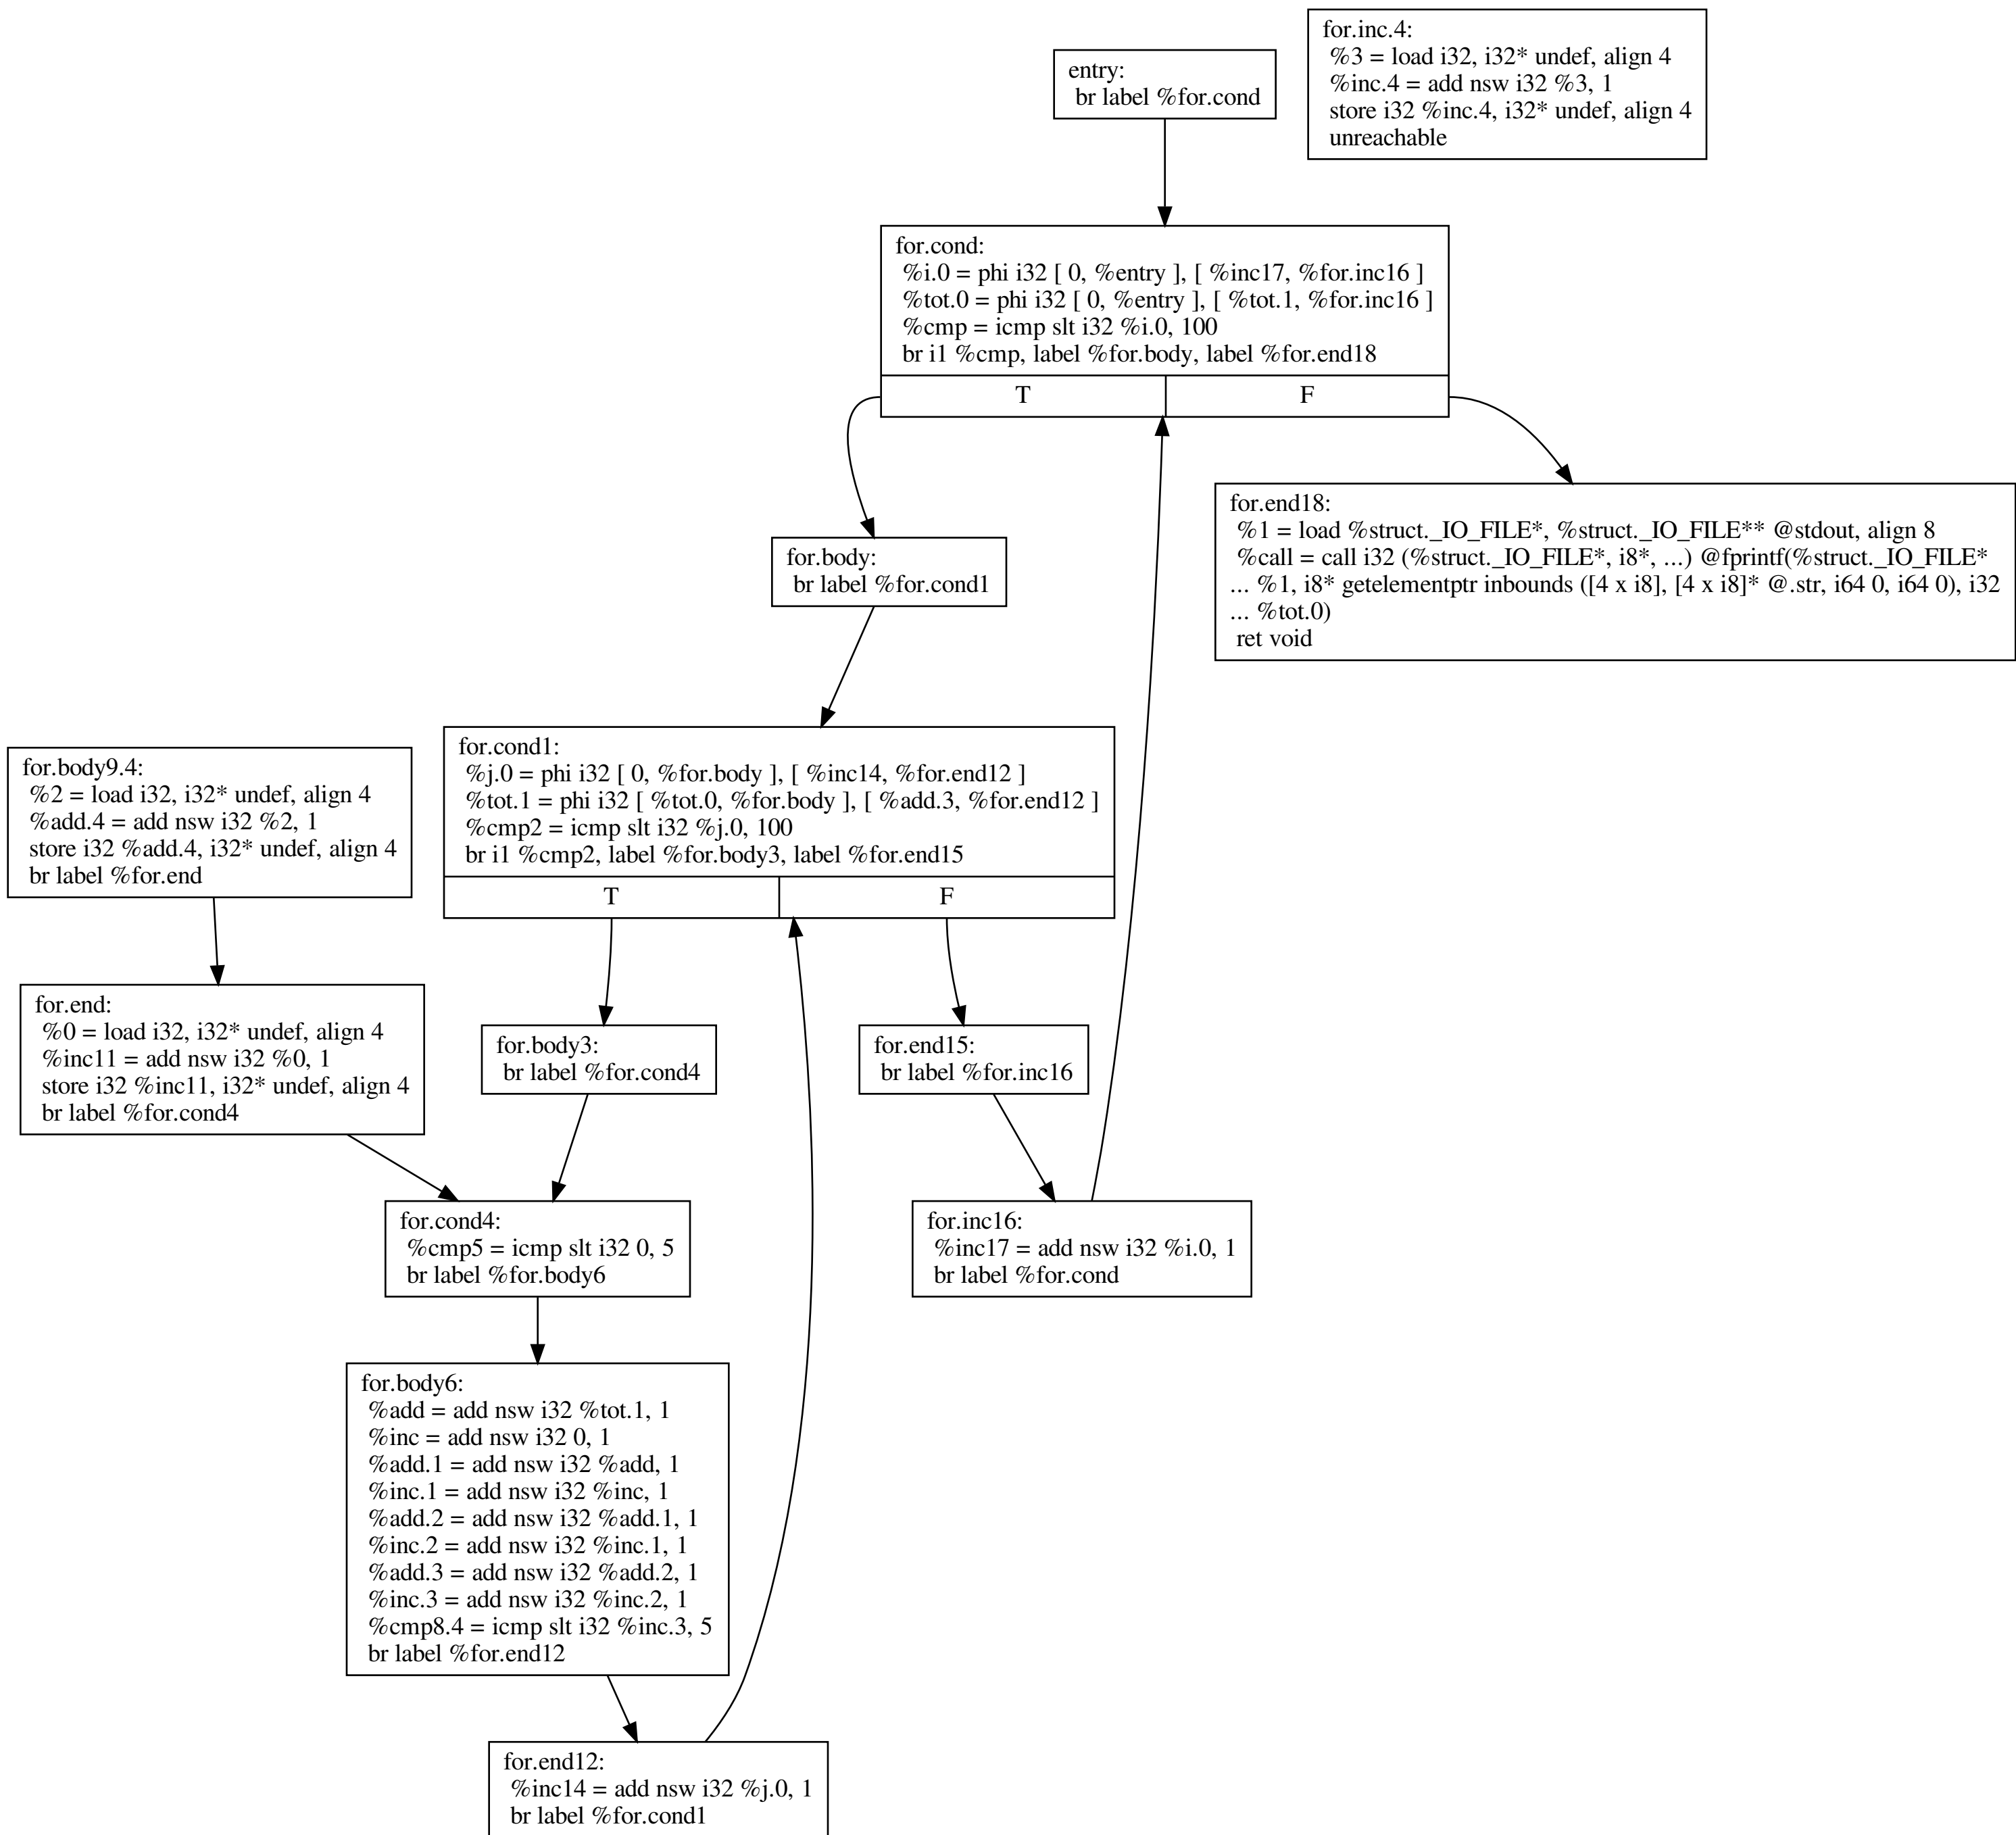 for.inc.4:
%3 = load i32, i32* undef, align 4
%inc.4 = add nsw i32 %3, 1
store i32 %inc.4, i32* undef, align 4
unreachable
entry:
br label %for.cond
for.cond:
%i.0 = phi i32 [ 0, %entry ], [ %inc17, %for.inc16 ]
%tot.0 = phi i32 [ 0, %entry ], [ %tot.1, %for.inc16 ]
%cmp = icmp slt i32 %i.0, 100
br i1 %cmp, label %for.body, label %for.end18
T
F
for.end18:
%1 = load %struct._IO_FILE*, %struct._IO_FILE** @stdout, align 8
%call = call i32 (%struct._IO_FILE*, i8*, ...) @fprintf(%struct._IO_FILE*
... %1, i8* getelementptr inbounds ([4 x i8], [4 x i8]* @.str, i64 0, i64 0), i32
... %tot.0)
ret void
for.body:
br label %for.cond1
for.cond1:
%j.0 = phi i32 [ 0, %for.body ], [ %inc14, %for.end12 ]
%tot.1 = phi i32 [ %tot.0, %for.body ], [ %add.3, %for.end12 ]
%cmp2 = icmp slt i32 %j.0, 100
br i1 %cmp2, label %for.body3, label %for.end15
T
F
for.body9.4:
%2 = load i32, i32* undef, align 4
%add.4 = add nsw i32 %2, 1
store i32 %add.4, i32* undef, align 4
br label %for.end
for.end:
%0 = load i32, i32* undef, align 4
%inc11 = add nsw i32 %0, 1
store i32 %inc11, i32* undef, align 4
br label %for.cond4
for.body3:
br label %for.cond4
for.end15:
br label %for.inc16
for.cond4:
%cmp5 = icmp slt i32 0, 5
br label %for.body6
for.inc16:
%inc17 = add nsw i32 %i.0, 1
br label %for.cond
for.body6:
%add = add nsw i32 %tot.1, 1
%inc = add nsw i32 0, 1
%add.1 = add nsw i32 %add, 1
%inc.1 = add nsw i32 %inc, 1
%add.2 = add nsw i32 %add.1, 1
%inc.2 = add nsw i32 %inc.1, 1
%add.3 = add nsw i32 %add.2, 1
%inc.3 = add nsw i32 %inc.2, 1
%cmp8.4 = icmp slt i32 %inc.3, 5
br label %for.end12
for.end12:
%inc14 = add nsw i32 %j.0, 1
br label %for.cond1